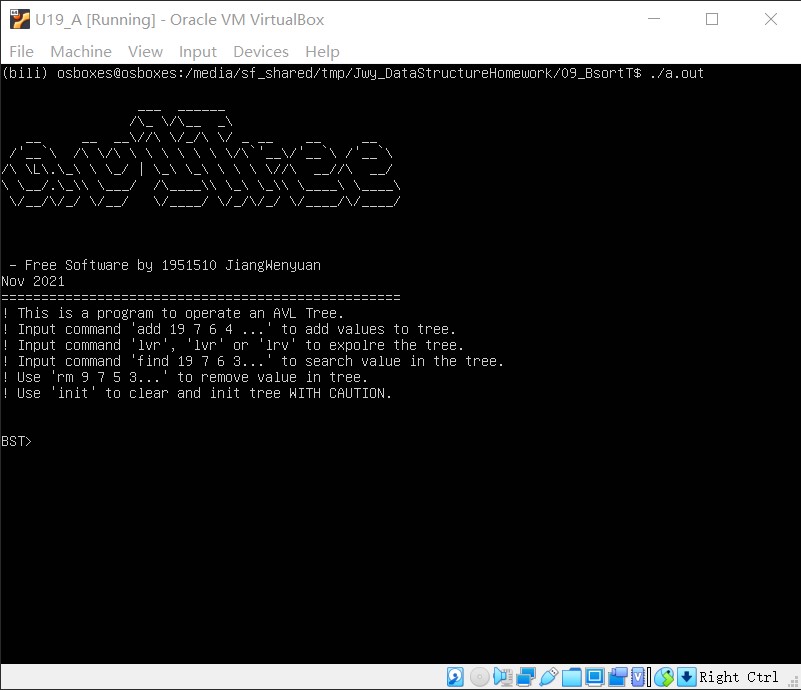 U19_A [Running] - Oracle VM VirtualBox
File Machine View Input Devices Help
(bili) osboxes@osboxes:/media/sf_shared/tmp/Jwy_DataStructureHomework/09_BsortT$ ./a.out
avlTree
- Free Software by 1951510 JiangWenyuan
Nov 2021
==================================================
! This is a program to operate an AVL Tree.
! Input command 'add 19 7 6 4 ...' to add values to tree.
! Input command 'lvr', 'lvr' or 'lrv' to expolre the tree.
! Input command 'find 19 7 6 3...' to search value in the tree.
! Use 'rm 9 7 5 3...' to remove value in tree.
! Use 'init' to clear and init tree WITH CAUTION.
BST>
Right Ctrl